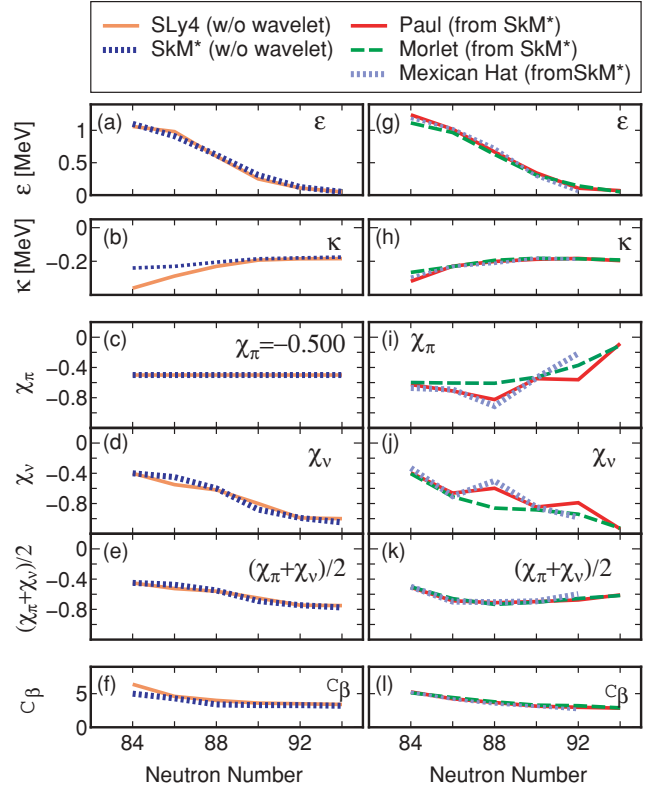 SLy4 (w/o wavelet)
SkM* (w/o wavelet)
Paul (from SkM*)
Morlet (from SkM*)
Mexican Hat (fromSkM*)
(a) ε
(g) ε
ε [MeV]
1
0.5
0
(b) κ
(h) κ
κ [MeV]
0
−0.2
(c) χπ=−0.500
(i) χπ
χπ
0
−0.4
−0.8
(d) χν
(j) χν
χν
0
−0.4
−0.8
(e) (χπ+χν)/2
(k) (χπ+χν)/2
(χπ+χν)/2
0
−0.4
−0.8
(f) Cβ
(l) Cβ
Cβ
5
0
84 88 92
84 88 92
Neutron Number
Neutron Number